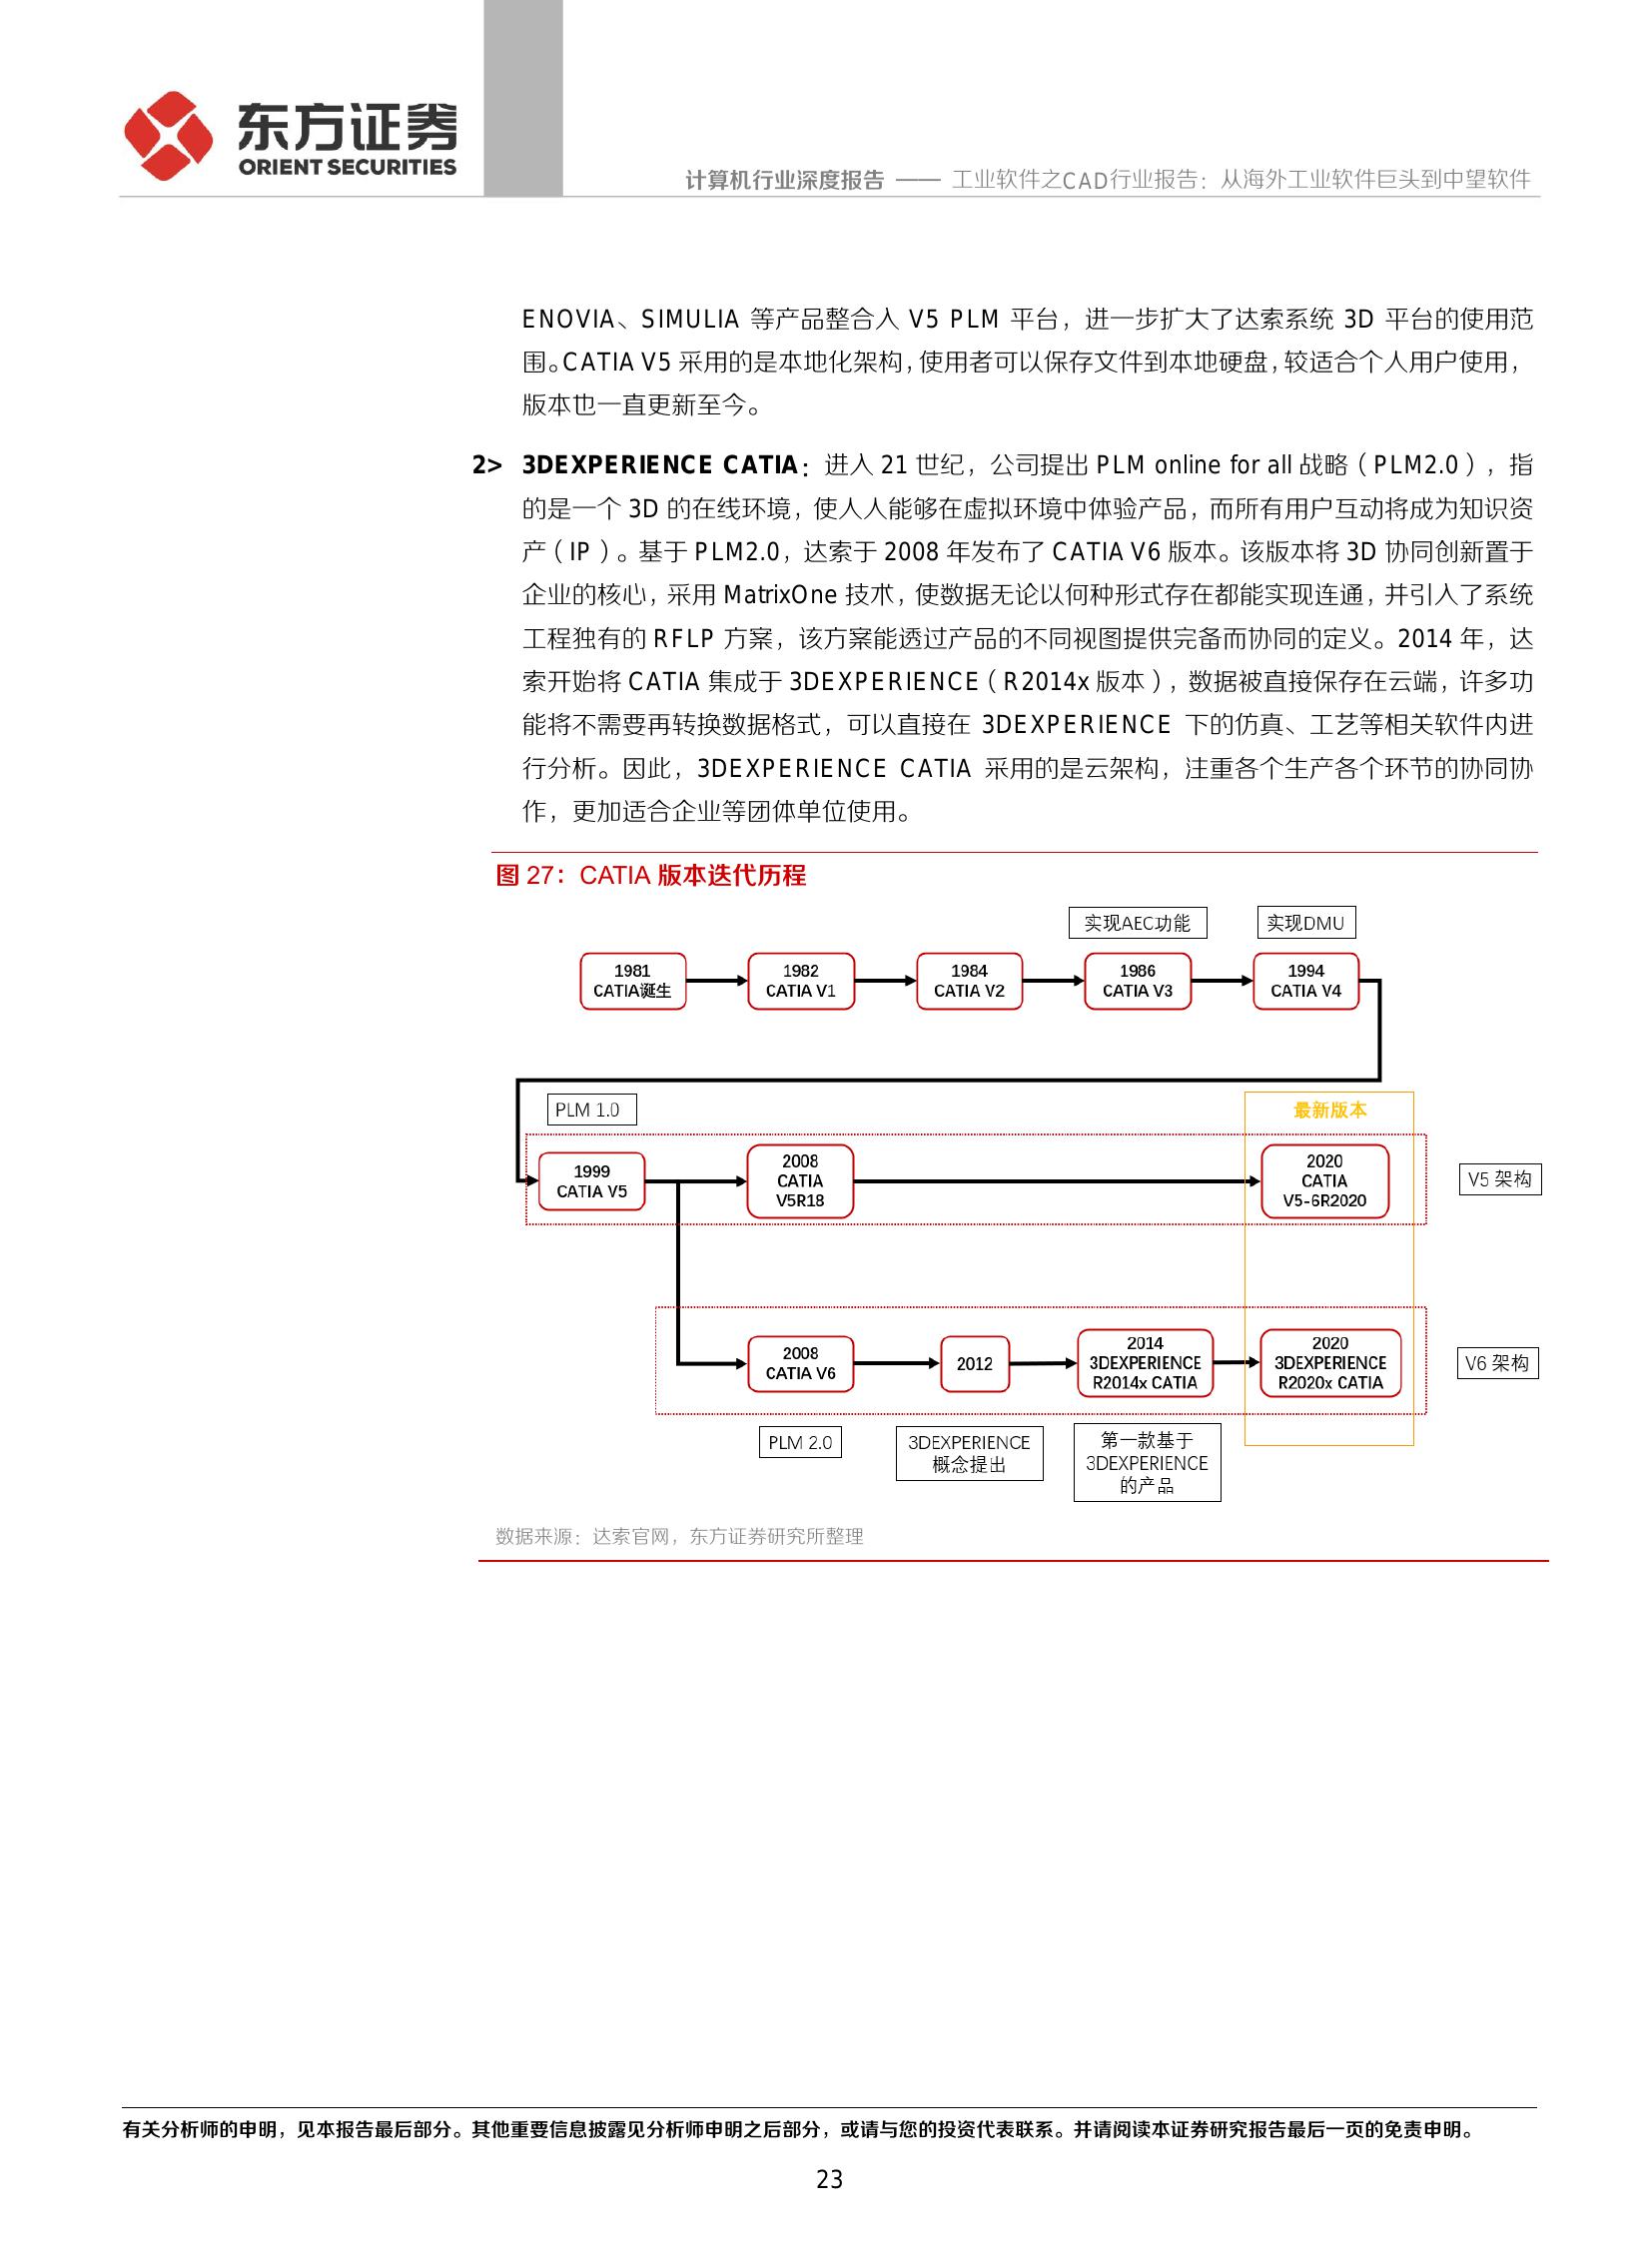 东方证券
ORIENT SECURITIES
计算机行业深度报告 —— 工业软件之CAD行业报告：从海外工业软件巨头到中望软件
ENOVIA、SIMULIA 等产品整合入 V5 PLM 平台，进一步扩大了达索系统 3D 平台的使用范
围。CATIA V5 采用的是本地化架构，使用者可以保存文件到本地硬盘，较适合个人用户使用，
版本也一直更新至今。
2> 3DEXPERIENCE CATIA：进入 21 世纪，公司提出 PLM online for all 战略（PLM2.0），指
的是一个 3D 的在线环境，使人人能够在虚拟环境中体验产品，而所有用户互动将成为知识资
产（IP）。基于 PLM2.0，达索于 2008 年发布了 CATIA V6 版本。该版本将 3D 协同创新置于
企业的核心，采用 MatrixOne 技术，使数据无论以何种形式存在都能实现连通，并引入了系统
工程独有的 RFLP 方案，该方案能透过产品的不同视图提供完备而协同的定义。2014 年，达
索开始将 CATIA 集成于 3DEXPERIENCE（R2014x 版本），数据被直接保存在云端，许多功
能将不需要再转换数据格式，可以直接在 3DEXPERIENCE 下的仿真、工艺等相关软件内进
行分析。因此，3DEXPERIENCE CATIA 采用的是云架构，注重各个生产各个环节的协同协
作，更加适合企业等团体单位使用。
图 27：CATIA 版本迭代历程
实现AEC功能
实现DMU
1981
CATIA诞生
1982
CATIA V1
1984
CATIA V2
1986
CATIA V3
1994
CATIA V4
PLM 1.0
最新版本
1999
CATIA V5
2008
CATIA
V5R18
2020
CATIA
V5-6R2020
V5 架构
2008
CATIA V6
2012
2014
3DEXPERIENCE
R2014x CATIA
2020
3DEXPERIENCE
R2020x CATIA
V6 架构
PLM 2.0
3DEXPERIENCE
概念提出
第一款基于
3DEXPERIENCE
的产品
数据来源：达索官网，东方证券研究所整理
有关分析师的申明，见本报告最后部分。其他重要信息披露见分析师申明之后部分，或请与您的投资代表联系。并请阅读本证券研究报告最后一页的免责申明。
23